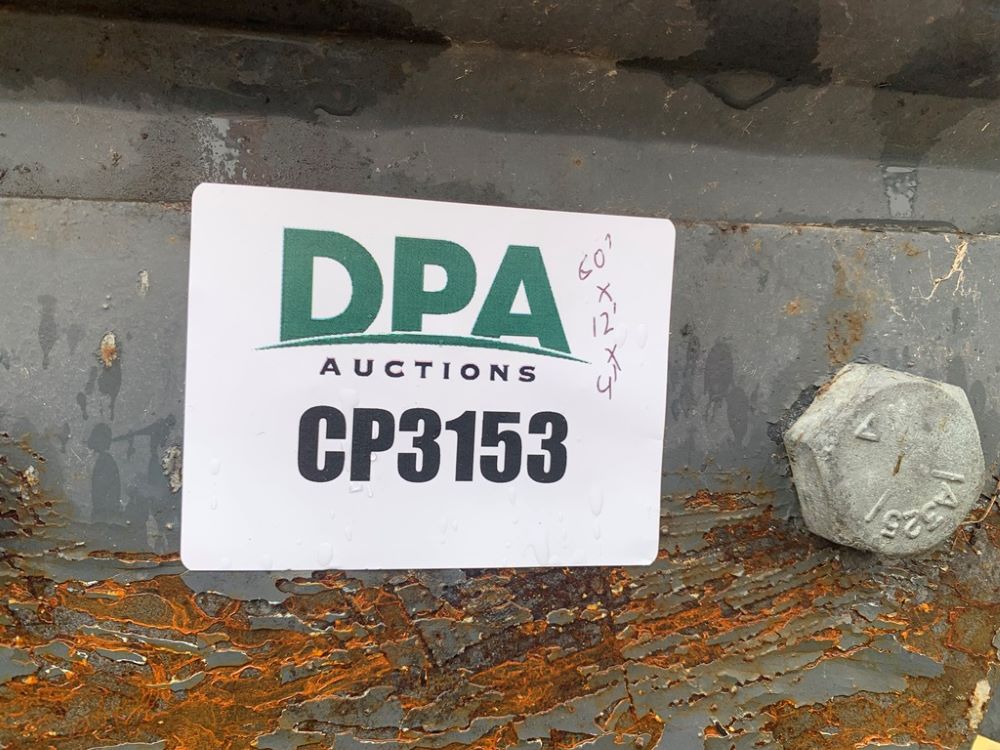 DPA
AUCTIONS
CP3153
4' X 12' X 60'
A
A325